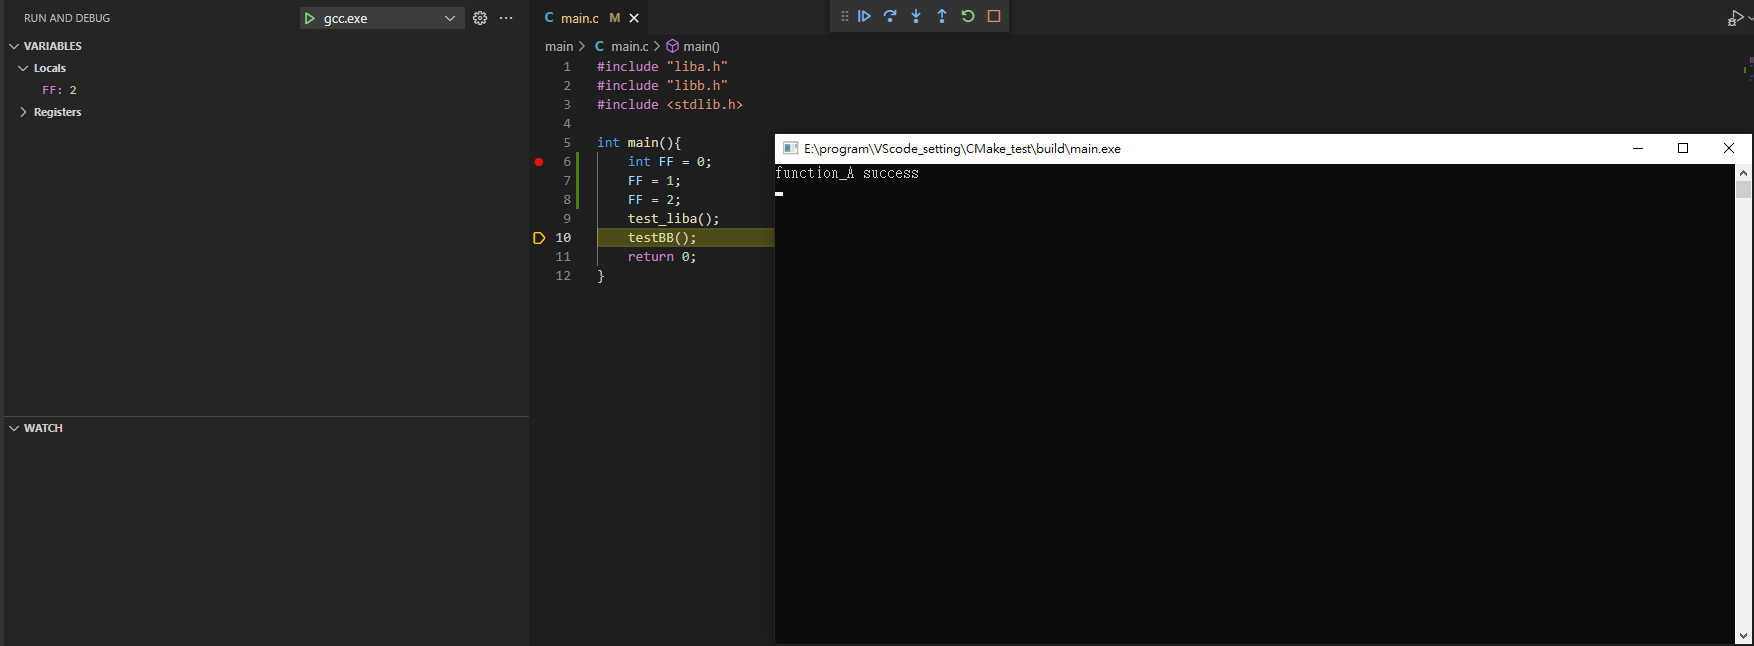 RUN AND DEBUG
gcc.exe
VARIABLES
Locals
FF: 2
Registers
WATCH
C main.c M
main > C main.c > main()
1 #include "liba.h"
2 #include "libb.h"
3 #include <stdlib.h>
4
5 int main(){
6 int FF = 0;
7 FF = 1;
8 FF = 2;
9 test_liba();
10 testBB();
11 return 0;
12 }
E:\program\VScode_setting\CMake_test\build\main.exe
function_A success